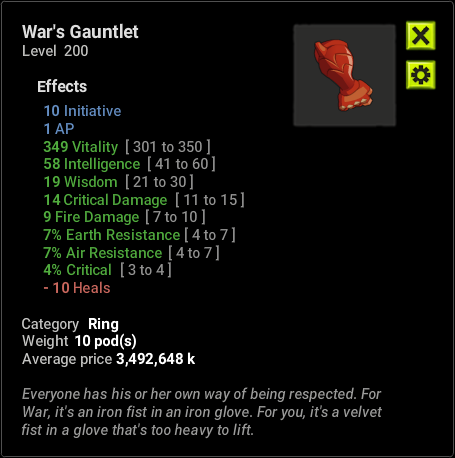 War's Gauntlet
Level 200
Effects
10 Initiative
1 AP
349 Vitality [ 301 to 350 ]
58 Intelligence [ 41 to 60 ]
19 Wisdom [ 21 to 30 ]
14 Critical Damage [ 11 to 15 ]
9 Fire Damage [ 7 to 10 ]
7% Earth Resistance [ 4 to 7 ]
7% Air Resistance [ 4 to 7 ]
4% Critical [ 3 to 4 ]
- 10 Heals
Category Ring
Weight 10 pod(s)
Average price 3,492,648 k
Everyone has his or her own way of being respected. For
War, it's an iron fist in an iron glove. For you, it's a velvet
fist in a glove that's too heavy to lift.